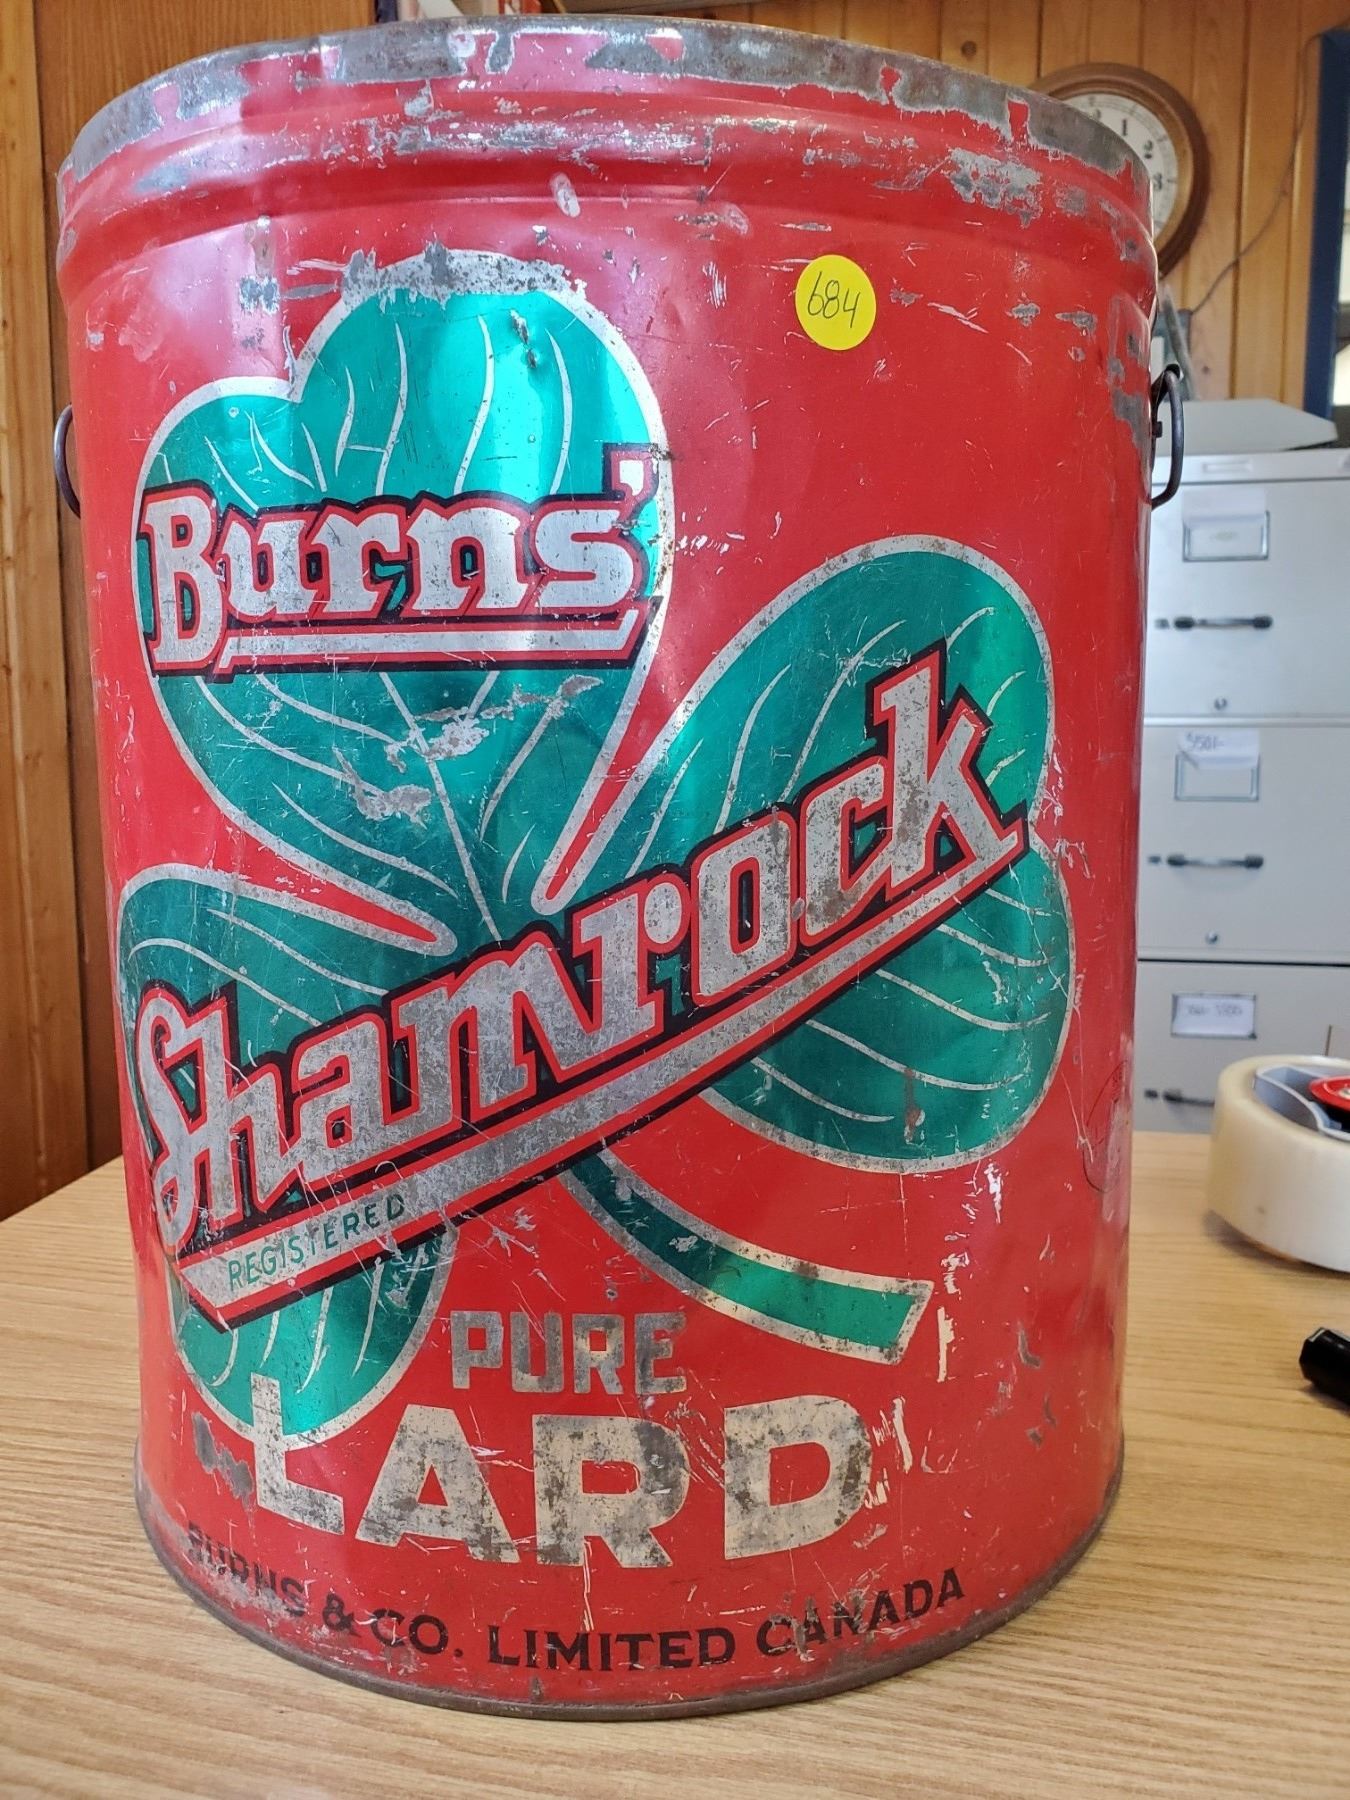 684
Burns'
Shamrock
REGISTERED
PURE
LARD
BURNS & CO. LIMITED CANADA